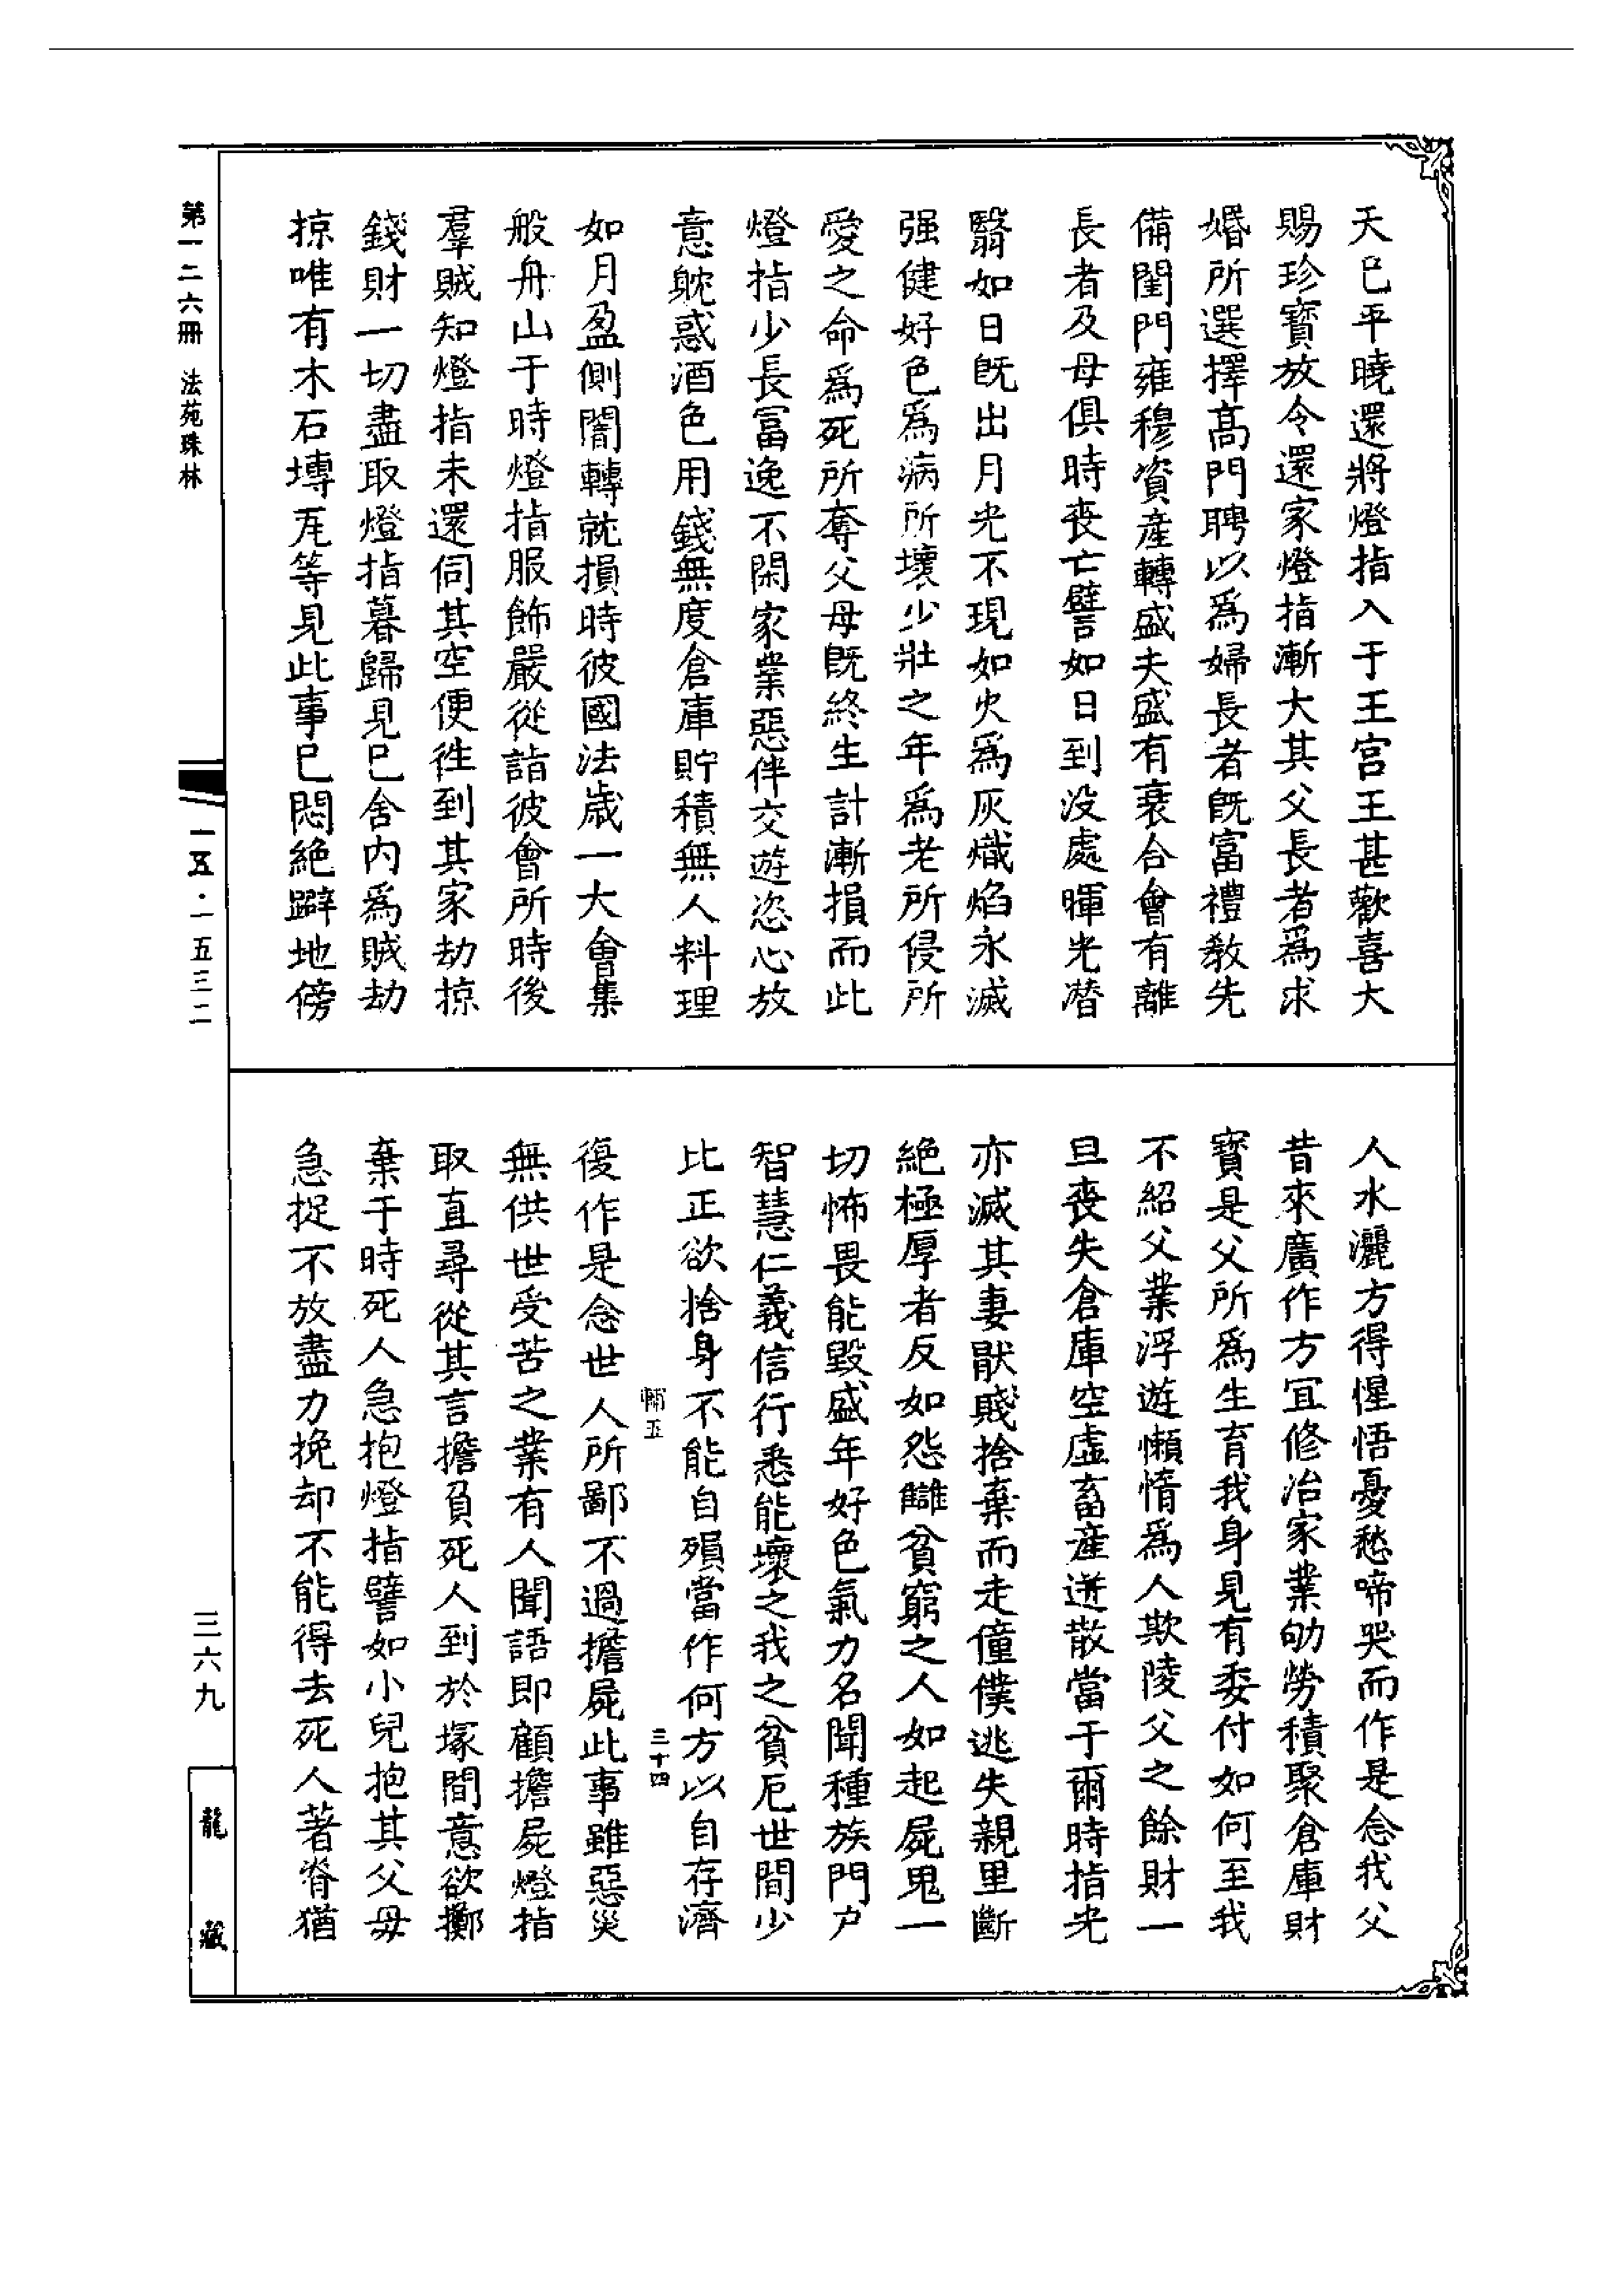 天已平曉還將燈指入于王宮王甚歡喜大
賜珍寶放令還家燈指漸大其父長者爲求
婚所選擇高門聘以爲婦長者旣富禮教先
備閨門雍穆資產轉盛夫盛有衰合會有離
長者及母俱時喪亡譬如日到没處暉光潜
翳如日旣出月光不現如火爲灰熾焰永滅
强健好色爲病所壞少壯之年爲老所侵所
愛之命爲死所奪父母旣終生計漸損而此
燈指少長冨逸不閑家業惡伴交遊恣心放
意躭惑酒色用錢無度倉庫貯積無人料理
如月盈側闇轉就損時彼國法歲一大會集
般舟山于時燈指服飾嚴從詣彼會所時後
羣賊知燈指未還伺其空便徃到其家劫掠
錢財一切盡取燈指暮歸見已舍内爲賊劫
掠唯有木石塼瓦等見此事已悶絶躃地傍
人水灑方得惺悟憂愁啼哭而作是念我父
昔來廣作方冝修治家業劬勞積聚倉庫財
寳是父所爲生育我身見有委付如何至我
不紹父業浮遊懶惰爲人欺陵父之餘財一
旦喪失倉庫空虛畜產迸散當于爾時指光
亦滅其妻猒賤捨棄而走僮僕逃失親里斷
絶極厚者反如怨讎貧窮之人如起屍鬼一
切怖畏能毀盛年好色氣力名聞種族門户
智慧仁義信行悉能壞之我之貧厄世間少
比正欲捨身不能自殞當作何方以自存濟
輔五 三十四
復作是念世人所鄙不過擔屍此事雖惡災
無供世受苦之業有人聞語即顧擔屍燈指
取直尋從其言擔負死人到於塚間意欲擲
棄于時死人急抱燈指譬如小兒抱其父母
急捉不放盡力挽却不能得去死人著脊猶
第一二六冊 法苑珠林
一五·一五三二
三六九
龍藏